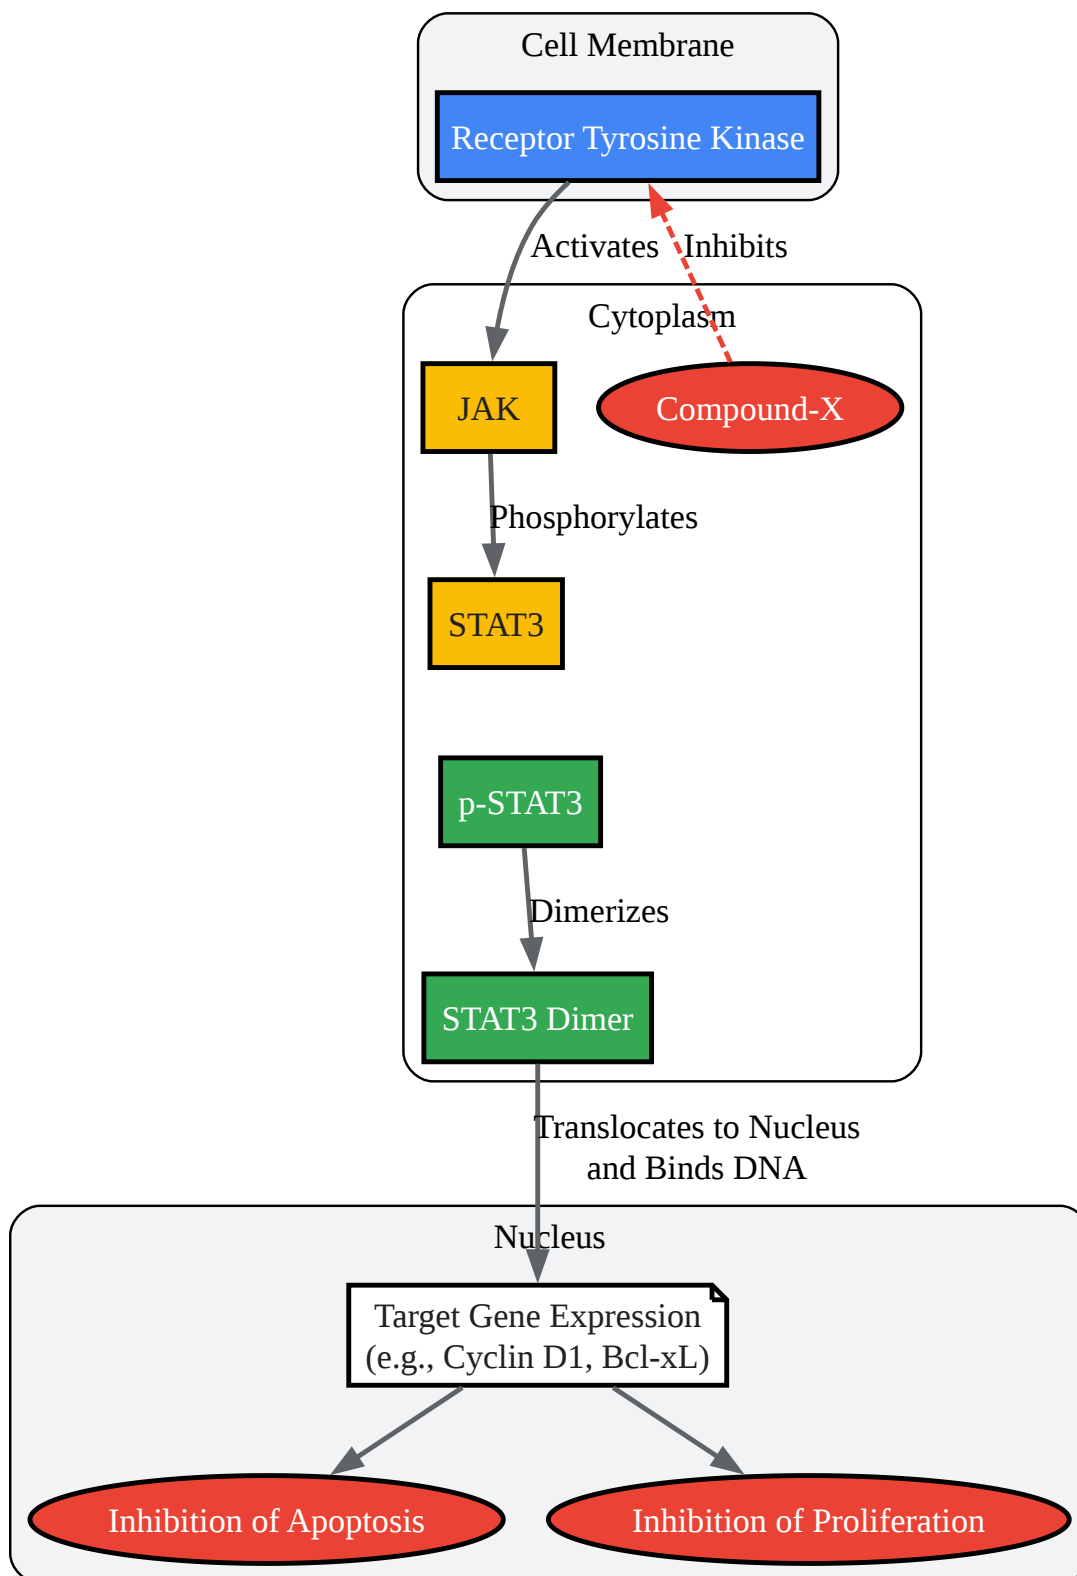 Cell Membrane
Receptor Tyrosine Kinase
Activates
Inhibits
Cytoplasm
JAK
Compound-X
Phosphorylates
STAT3
p-STAT3
Dimerizes
STAT3 Dimer
Translocates to Nucleus
and Binds DNA
Nucleus
Target Gene Expression
(e.g., Cyclin D1, Bcl-xL)
Inhibition of Apoptosis
Inhibition of Proliferation